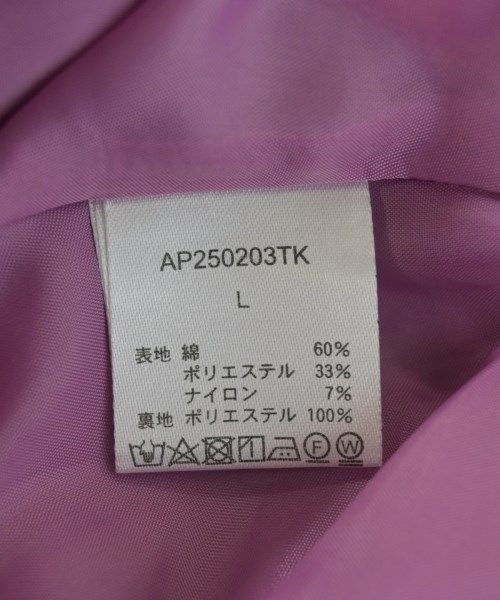 AP250203TK
L
表地 綿 60%
ポリエステル 33%
ナイロン 7%
裏地 ポリエステル 100%
F W